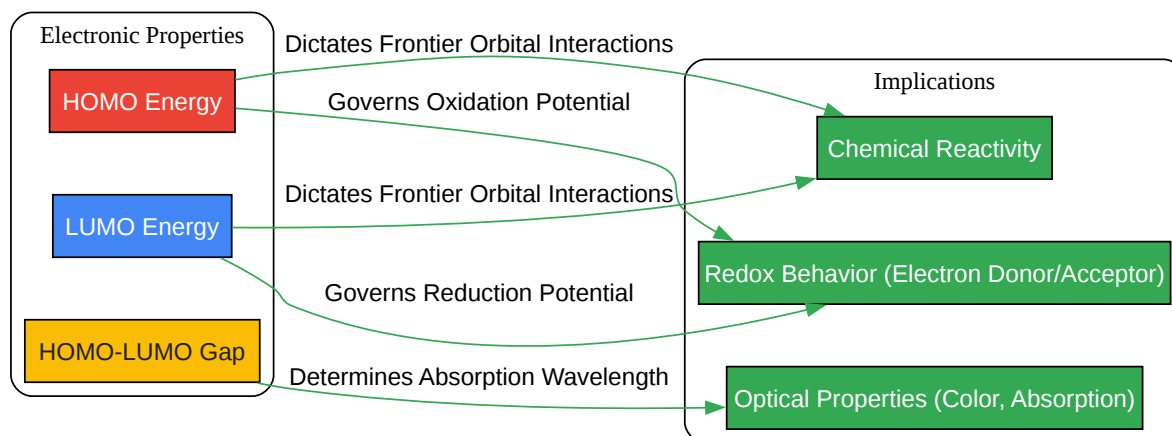 Electronic Properties
HOMO Energy
LUMO Energy
HOMO-LUMO Gap
Dictates Frontier Orbital Interactions
Governs Oxidation Potential
Dictates Frontier Orbital Interactions
Governs Reduction Potential
Determines Absorption Wavelength
Implications
Chemical Reactivity
Redox Behavior (Electron Donor/Acceptor)
Optical Properties (Color, Absorption)